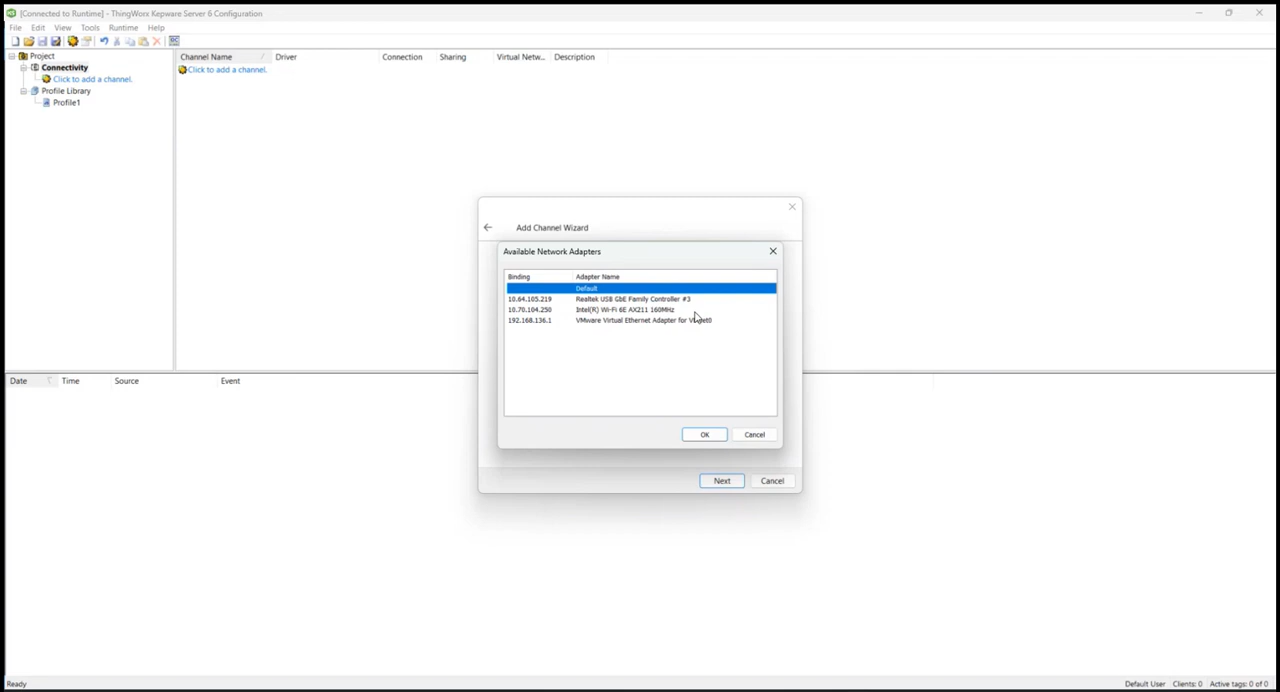 [Connected to Runtime] - ThingWorx Kepware Server 6 Configuration
File Edit View Tools Runtime Help
Project
Connectivity
Click to add a channel.
Profile Library
Profile1
Channel Name Driver Connection Sharing Virtual Netw... Description
Click to add a channel.
Add Channel Wizard
Available Network Adapters
Binding Adapter Name
Default
10.64.105.219 Realtek USB GbE Family Controller #3
10.70.104.250 Intel(R) Wi-Fi 6E AX211 160MHz
192.168.136.1 VMware Virtual Ethernet Adapter for
OK Cancel
Next Cancel
Date Time Source Event
Ready
Default User Clients: 0 Active tags: 0 of 0